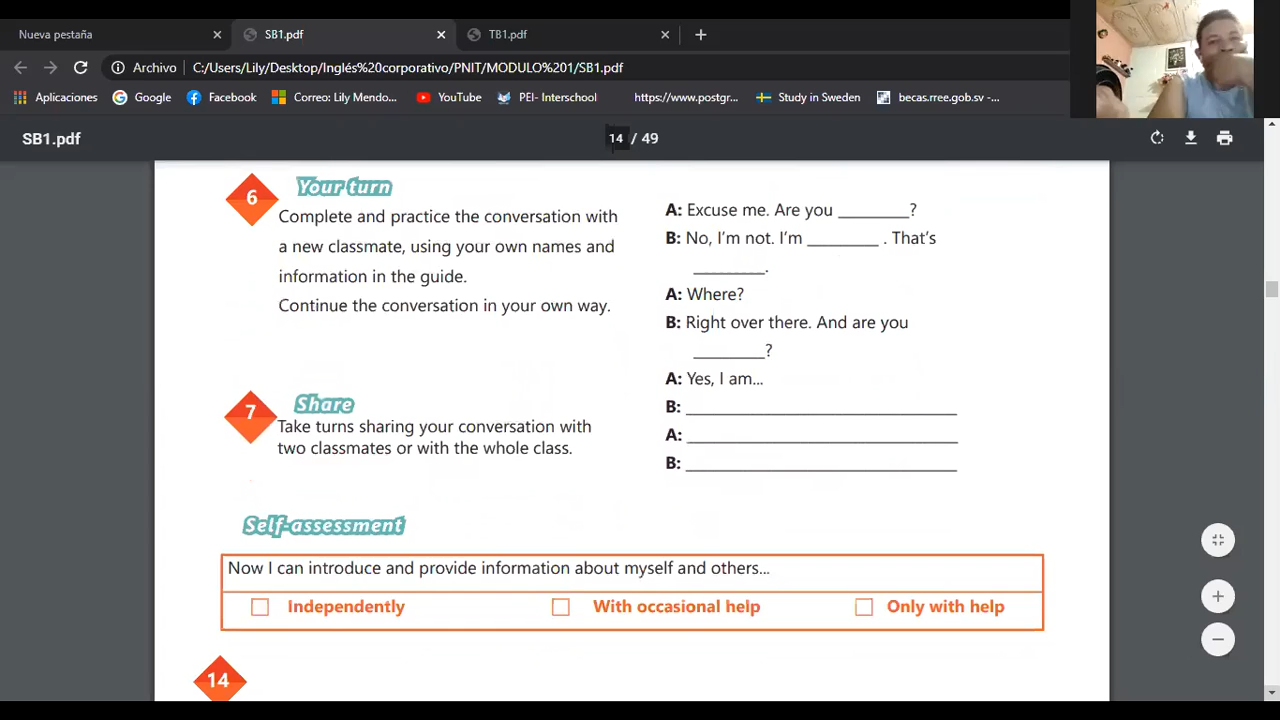 Nueva pestaña
SB1.pdf
TB1.pdf
Archivo
C:/Users/Lily/Desktop/Inglés%20corporativo/PNIT/MODULO%201/SB1.pdf
Aplicaciones
Google
Facebook
Correo: Lily Mendo...
YouTube
PEI- Interschool
https://www.postgr...
Study in Sweden
becas.rree.gob.sv -...
SB1.pdf
14 / 49
6
Your turn
Complete and practice the conversation with
a new classmate, using your own names and
information in the guide.
Continue the conversation in your own way.
7
Share
Take turns sharing your conversation with
two classmates or with the whole class.
A: Excuse me. Are you ________?
B: No, I'm not. I'm ________ . That's
________.
A: Where?
B: Right over there. And are you
________?
A: Yes, I am...
B: ______________________________
A: ______________________________
B: ______________________________
Self-assessment
Now I can introduce and provide information about myself and others...
Independently
With occasional help
Only with help
14